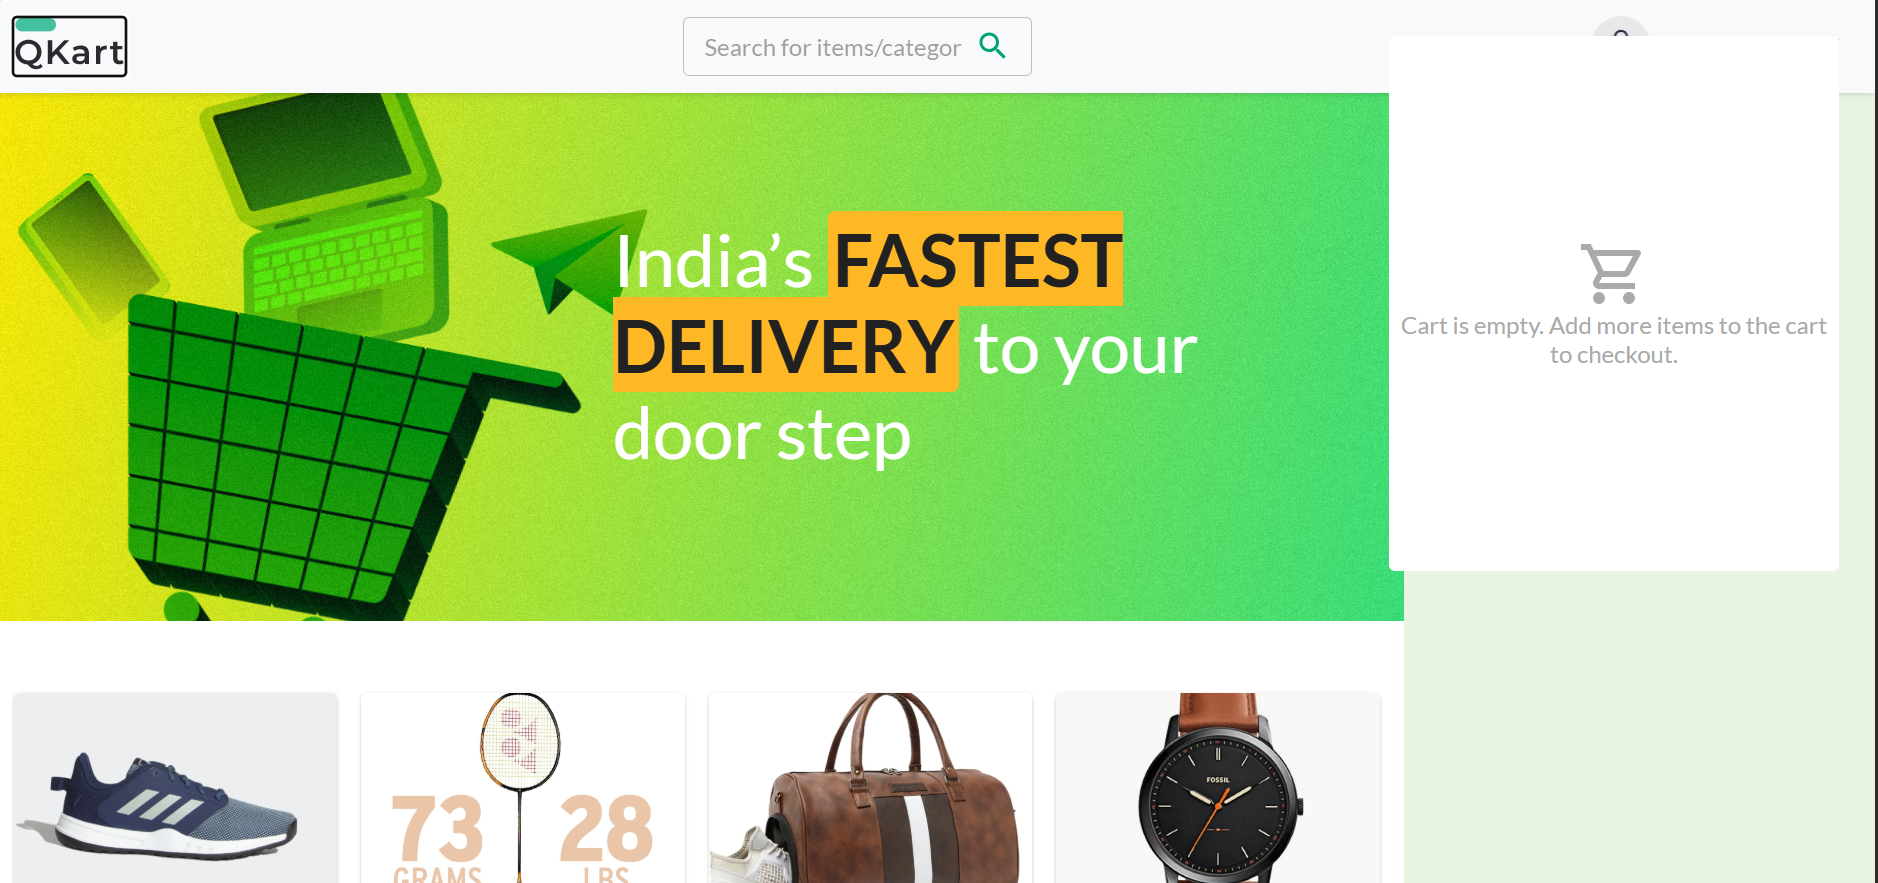 QKart
Search for items/categor
India’s FASTEST
DELIVERY to your
door step
Cart is empty. Add more items to the cart
to checkout.
73 28
GRAMS LBS
FOSSIL